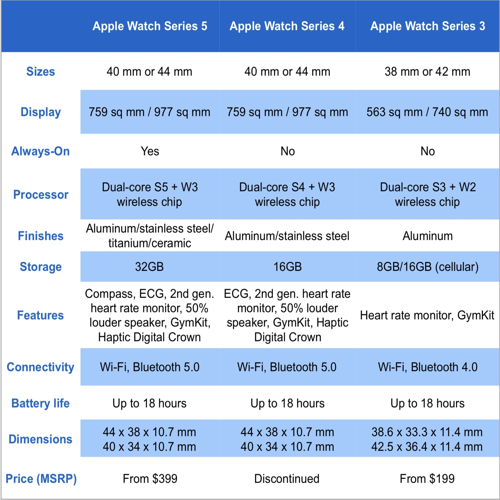 Apple Watch Series 5 Apple Watch Series 4 Apple Watch Series 3
Sizes 40 mm or 44 mm 40 mm or 44 mm 38 mm or 42 mm
Display 759 sq mm / 977 sq mm 759 sq mm / 977 sq mm 563 sq mm / 740 sq mm
Always-On Yes No No
Processor
Dual-core S5 + W3
wireless chip
Dual-core S4 + W3
wireless chip
Dual-core S3 + W2
wireless chip
Finishes
Aluminum/stainless steel/
titanium/ceramic
Aluminum/stainless steel
Aluminum
Storage 32GB 16GB 8GB/16GB (cellular)
Features
Compass, ECG, 2nd gen.
heart rate monitor, 50%
louder speaker, GymKit,
Haptic Digital Crown
ECG, 2nd gen. heart rate
monitor, 50% louder
speaker, GymKit, Haptic
Digital Crown
Heart rate monitor, GymKit
Connectivity Wi-Fi, Bluetooth 5.0 Wi-Fi, Bluetooth 5.0 Wi-Fi, Bluetooth 4.0
Battery life Up to 18 hours Up to 18 hours Up to 18 hours
Dimensions
44 x 38 x 10.7 mm
40 x 34 x 10.7 mm
44 x 38 x 10.7 mm
40 x 34 x 10.7 mm
38.6 x 33.3 x 11.4 mm
42.5 x 36.4 x 11.4 mm
Price (MSRP) From $399 Discontinued From $199